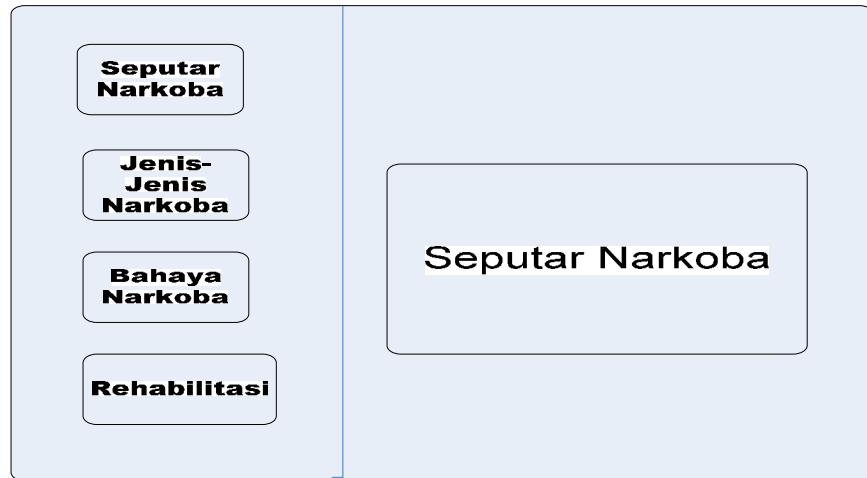 Seputar
Narkoba
Jenis-
Jenis
Narkoba
Bahaya
Narkoba
Rehabilitasi
Seputar Narkoba